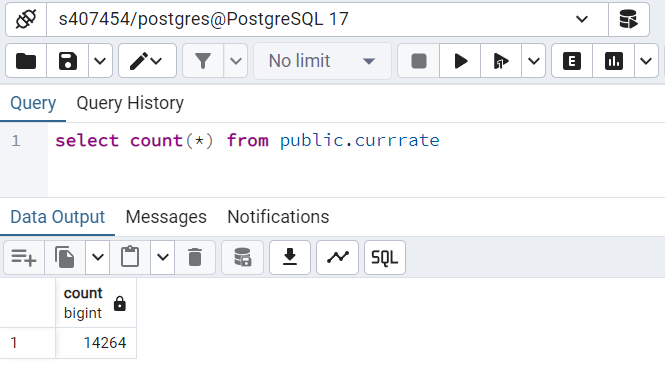 s407454/postgres@PostgreSQL 17
No limit
E
Query Query History
1 select count(*) from public.currrate
Data Output Messages Notifications
SQL
count
bigint
1 14264